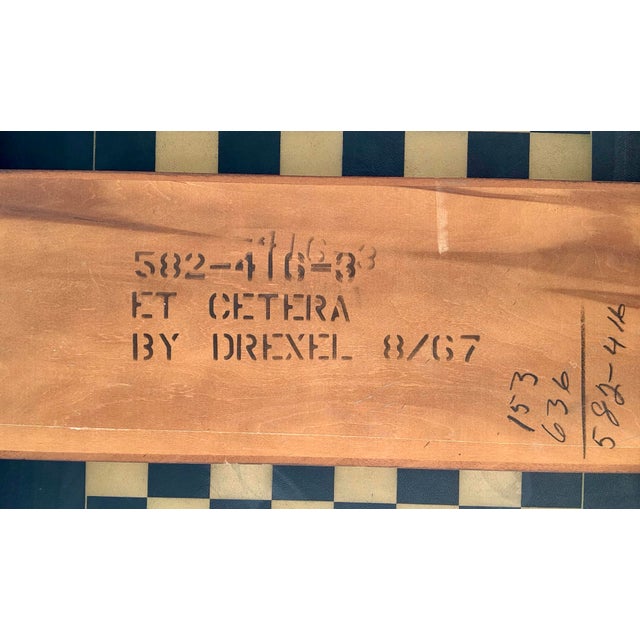 582-416-3
ET CETERA
BY DREXEL 8/67
153
636
582-416